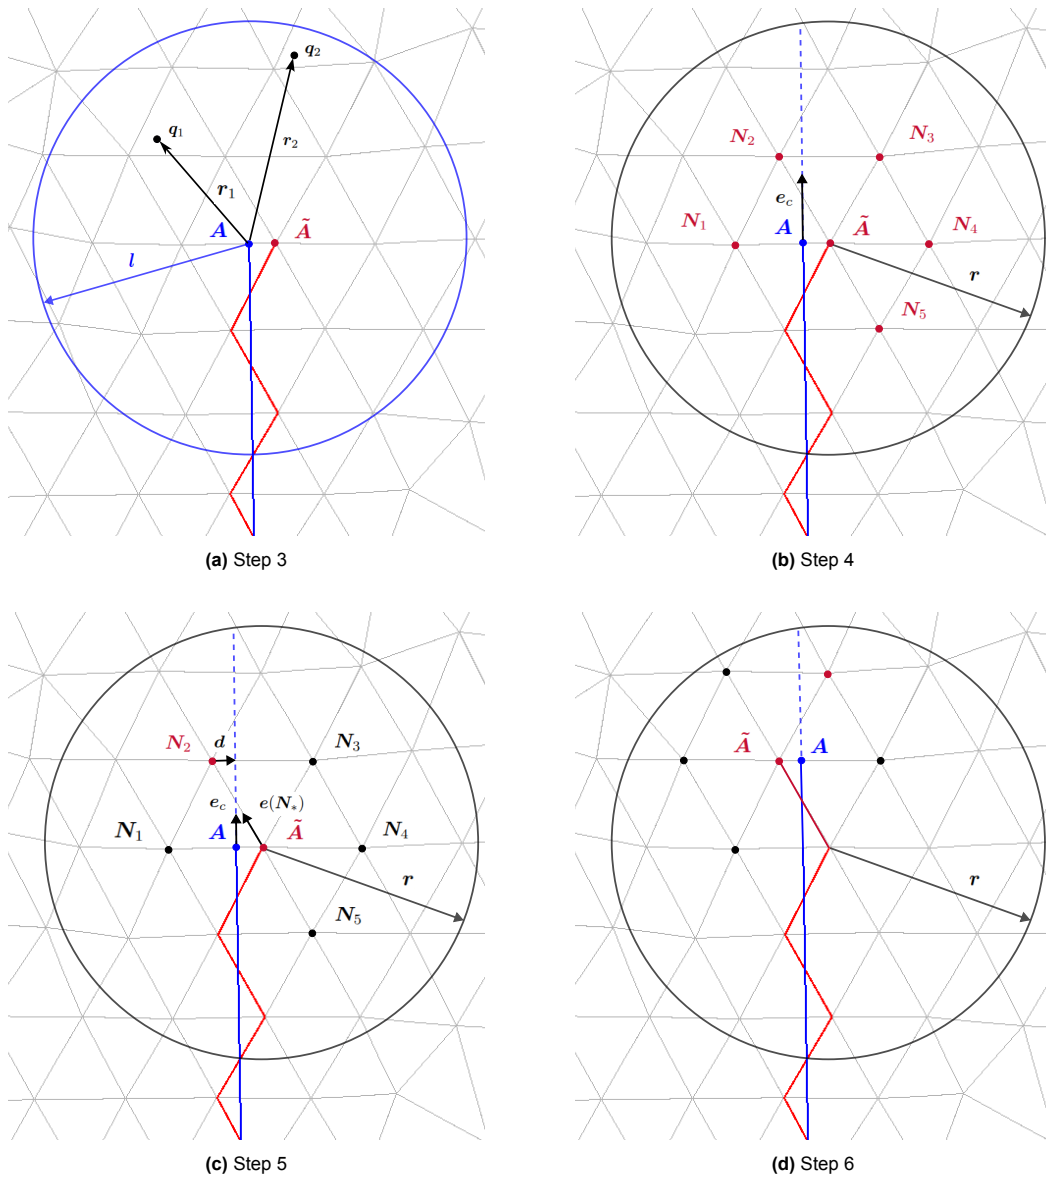 q₂
q₁
r₂
r₁
A Ã
l
(a) Step 3
N₂ N₃
e_c
N₁ A Ã N₄
r
N₅
(b) Step 4
N₂ d N₃
e_c e(N_*)
N₁ A Ã N₄
r
N₅
(c) Step 5
Ã A
r
(d) Step 6